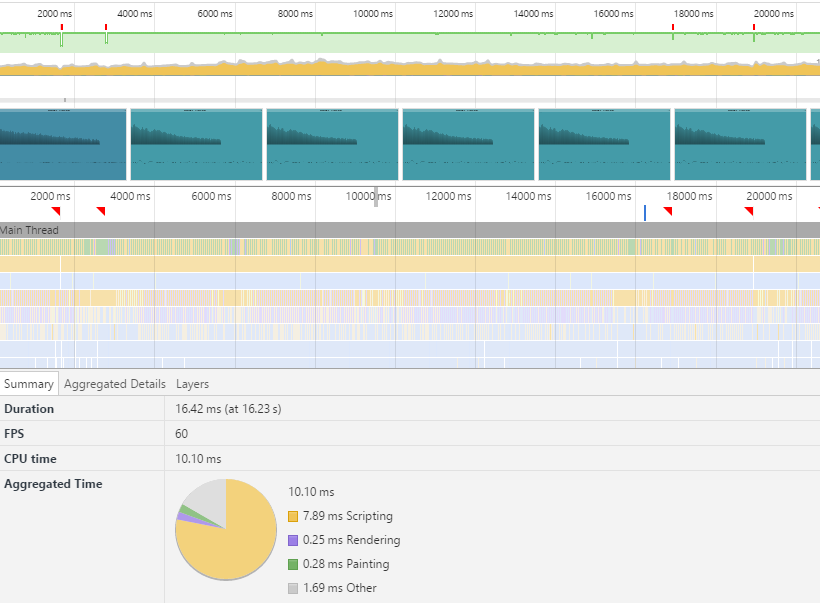 2000 ms 4000 ms 6000 ms 8000 ms 10000 ms 12000 ms 14000 ms 16000 ms 18000 ms 20000 ms
2000 ms 4000 ms 6000 ms 8000 ms 10000 ms 12000 ms 14000 ms 16000 ms 18000 ms 20000 ms
Main Thread
Summary Aggregated Details Layers
Duration 16.42 ms (at 16.23 s)
FPS 60
CPU time 10.10 ms
Aggregated Time
10.10 ms
7.89 ms Scripting
0.25 ms Rendering
0.28 ms Painting
1.69 ms Other